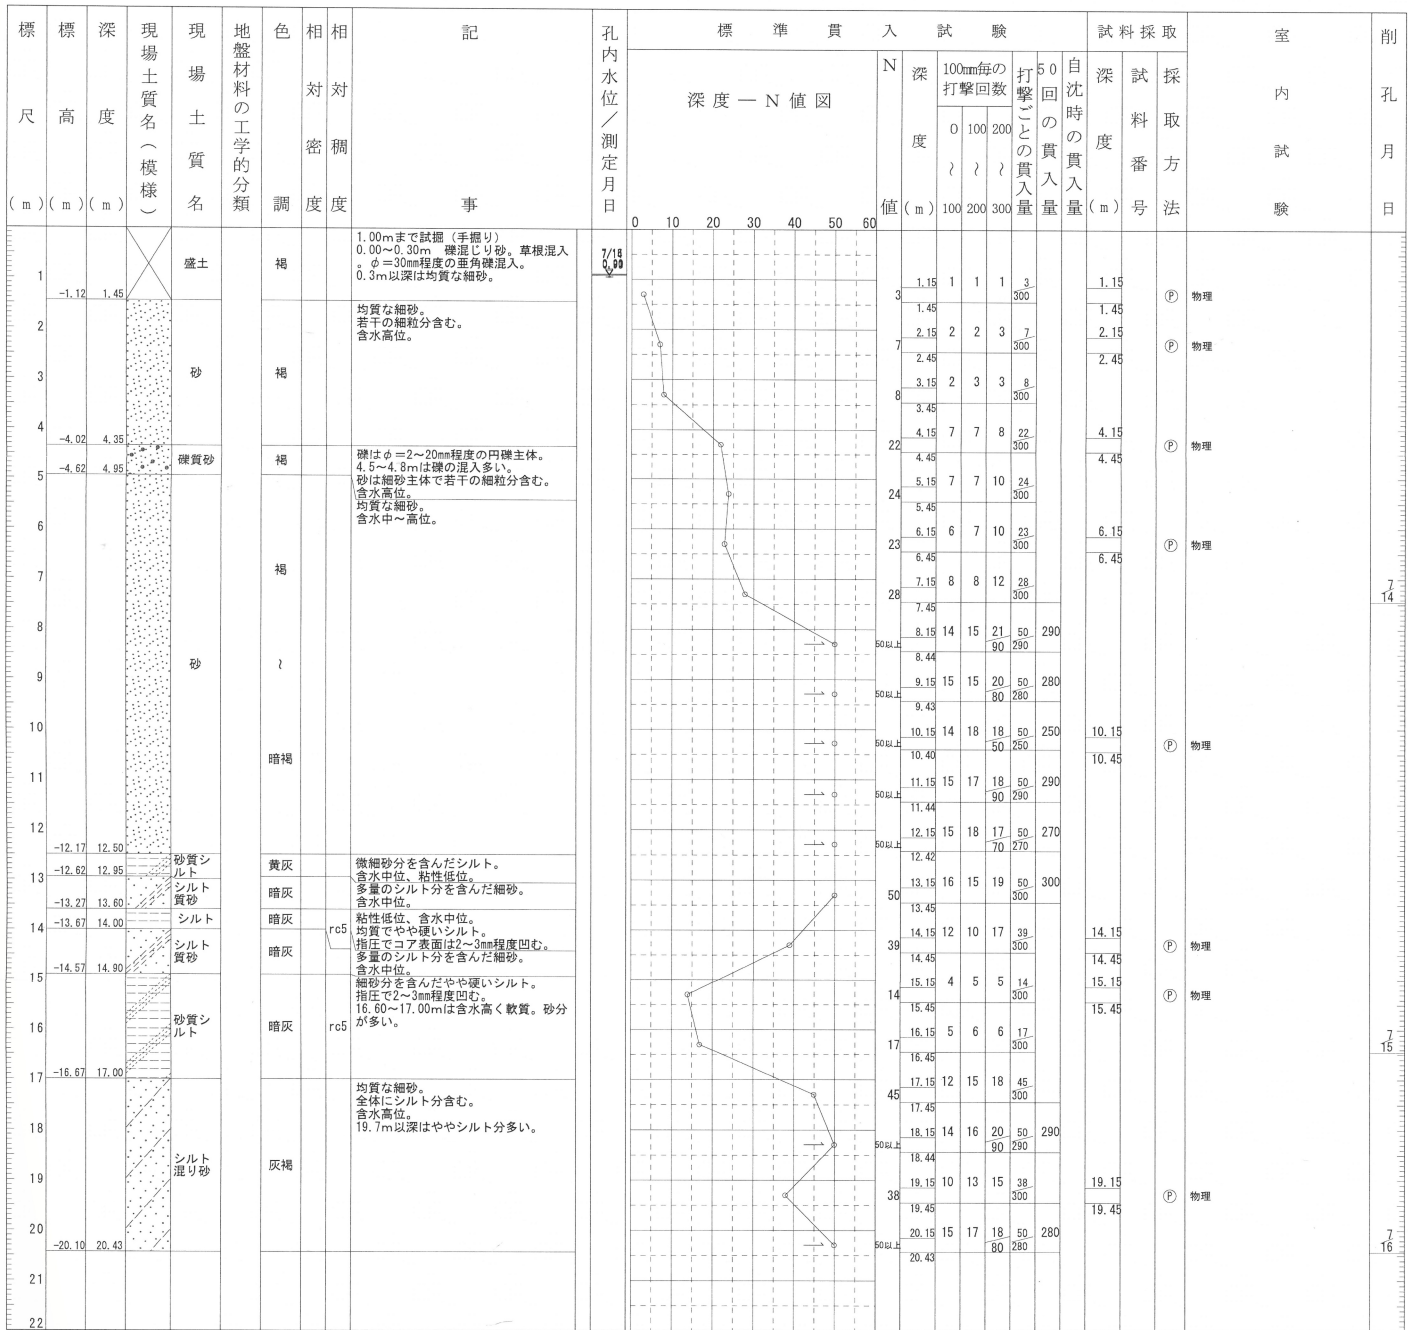 標尺(m)
標高(m)
深度(m)
現場土質名(模様)
現場土質名
地盤材料の工学的分類
色調
相対密度
相対稠度
記事
孔内水位/測定月日
標準貫入試験
深度―N値図
0 10 20 30 40 50 60
N値
深度(m)
100mm毎の打撃回数
0～100
100～200
200～300
打撃ごとの貫入量
50回の貫入量
自沈時の貫入量
試料採取
深度(m)
試料番号
採取方法
室内試験
削孔月日
-1.12 1.45 盛土 褐
1.00mまで試掘(手掘り)
0.00～0.30m 礫混じり砂。草根混入
。φ=30mm程度の亜角礫混入。
0.3m以深は均質な細砂。
-4.02 4.35 砂 褐
均質な細砂。
若干の細粒分含む。
含水高位。
-4.62 4.95 礫質砂 褐
礫はφ=2～20mm程度の円礫主体。
4.5～4.8mは礫の混入多い。
砂は細砂主体で若干の細粒分含む。
含水高位。
-12.17 12.50 砂 褐～暗褐
均質な細砂。
含水中～高位。
-12.62 12.95 砂質シルト 黄灰
微細砂分を含んだシルト。
含水中位、粘性低位。
-13.27 13.60 シルト質砂 暗灰
多量のシルト分を含んだ細砂。
含水中位。
-13.67 14.00 シルト 暗灰 rc5
粘性低位、含水中位。
均質でやや硬いシルト。
指圧でコア表面は2～3mm程度凹む。
-14.57 14.90 シルト質砂 暗灰
多量のシルト分を含んだ細砂。
含水中位。
-16.67 17.00 砂質シルト 暗灰 rc5
細砂分を含んだやや硬いシルト。
指圧で2～3mm程度凹む。
16.60～17.00mは含水高く軟質。砂分
が多い。
-20.10 20.43 シルト混り砂 灰褐
均質な細砂。
全体にシルト分含む。
含水高位。
19.7m以深はややシルト分多い。
1
2
3
4
5
6
7
8
9
10
11
12
13
14
15
16
17
18
19
20
21
22
3 1.15 1.45 1 1 1 3/300 1.15 1.45 Ⓟ 物理
7 2.15 2.45 2 2 3 7/300 2.15 2.45 Ⓟ 物理
8 3.15 3.45 2 3 3 8/300
22 4.15 4.45 7 7 8 22/300 4.15 4.45 Ⓟ 物理
24 5.15 5.45 7 7 10 24/300
23 6.15 6.45 6 7 10 23/300 6.15 6.45 Ⓟ 物理
28 7.15 7.45 8 8 12 28/300 7/14
50以上 8.15 8.44 14 15 21/90 50/290 290
50以上 9.15 9.43 15 15 20/80 50/280 280
50以上 10.15 10.40 14 18 18/50 50/250 250 10.15 10.45 Ⓟ 物理
50以上 11.15 11.44 15 17 18/90 50/290 290
50以上 12.15 12.42 15 18 17/70 50/270 270
50 13.15 13.45 16 15 19 50/300 300
39 14.15 14.45 12 10 17 39/300 14.15 14.45 Ⓟ 物理
14 15.15 15.45 4 5 5 14/300 15.15 15.45 Ⓟ 物理
17 16.15 16.45 5 6 6 17/300 7/15
45 17.15 17.45 12 15 18 45/300
50以上 18.15 18.44 14 16 20/90 50/290 290
38 19.15 19.45 10 13 15 38/300 19.15 19.45 Ⓟ 物理
50以上 20.15 20.43 15 17 18/80 50/280 280 7/16